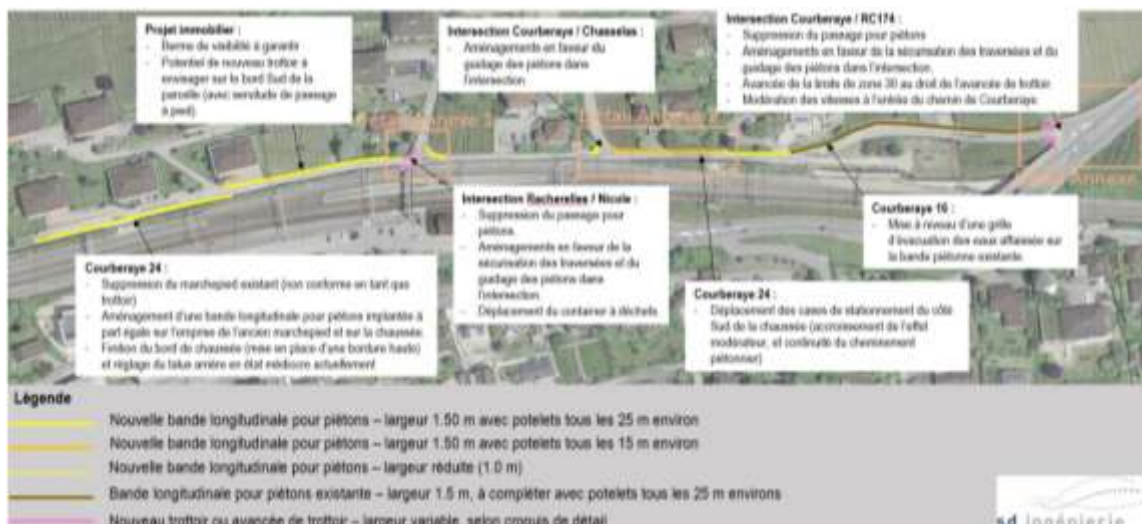 Projet immobilier :
- Berme de visibilité à garantir
- Potentiel de nouveau trottoir à
envisager sur le bord Sud de la
parcelle (avec servitude de passage
à pied).
Intersection Courberaye / Chasselas :
- Aménagements en faveur du
guidage des piétons dans
l'intersection
Intersection Courberaye / RC174 :
- Suppression du passage pour piétons
- Aménagements en faveur de la sécurisation des traversées et du
guidage des piétons dans l'intersection.
- Avancée de la limite de zone 30 au droit de l'avancée de trottoir.
- Modération des vitesses à l'entrée du chemin de Courberaye
Intersection Racherelles / Nicole :
- Suppression du passage pour
piétons.
- Aménagements en faveur de la
sécurisation des traversées et du
guidage des piétons dans
l'intersection
- Déplacement du container à déchets
Courberaye 16 :
- Mise à niveau d'une grille
d'évacuation des eaux affaissée sur
la bande piétonne existante
Courberaye 24 :
- Suppression du marchepied existant (non conforme en tant que
trottoir)
- Aménagement d'une bande longitudinale pour piétons implantée à
part égale sur l'emprise de l'ancien marchepied et sur la chaussée.
- Finition du bord de chaussée (mise en place d'une bordure haute)
et réglage du talus arrière en état médiocre actuellement
Courberaye 24 :
- Déplacement des cases de stationnement du côté
Sud de la chaussée (accroissement de l'effet
modérateur, et continuité du cheminement
piétonnier)
Légende
Nouvelle bande longitudinale pour piétons – largeur 1.50 m avec potelets tous les 25 m environ
Nouvelle bande longitudinale pour piétons – largeur 1.50 m avec potelets tous les 15 m environ
Nouvelle bande longitudinale pour piétons – largeur réduite (1.0 m)
Bande longitudinale pour piétons existante – largeur 1.5 m, à compléter avec potelets tous les 25 m environs
Nouveau trottoir ou avancée de trottoir – largeur variable, selon croquis de détail
sd ingénierie